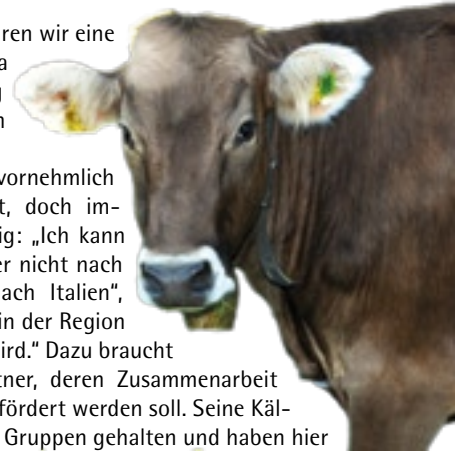 ren wir eine
a
g
n
vornehmlich
t, doch im-
ig: „Ich kann
er nicht nach
ach Italien“,
in der Region
ird.“ Dazu braucht
tner, deren Zusammenarbeit
fördert werden soll. Seine Käl-
Gruppen gehalten und haben hier